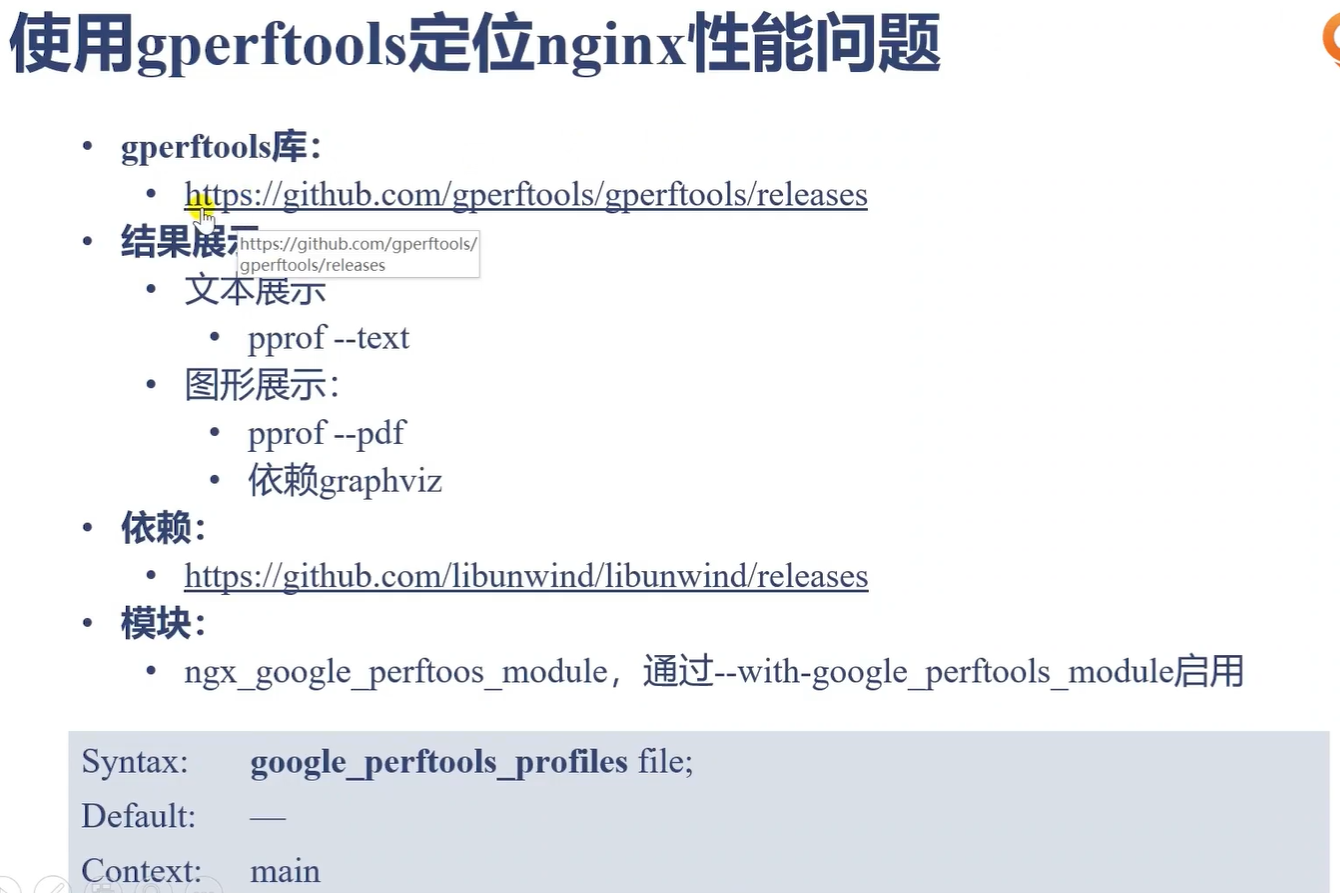 使用gperftools定位nginx性能问题
• gperftools库：
• https://github.com/gperftools/gperftools/releases
• 结果展示
https://github.com/gperftools/
gperftools/releases
• 文本展示
• pprof --text
• 图形展示：
• pprof --pdf
• 依赖graphviz
• 依赖：
• https://github.com/libunwind/libunwind/releases
• 模块：
• ngx_google_perftoos_module，通过--with-google_perftools_module启用
Syntax: google_perftools_profiles file;
Default: —
Context: main